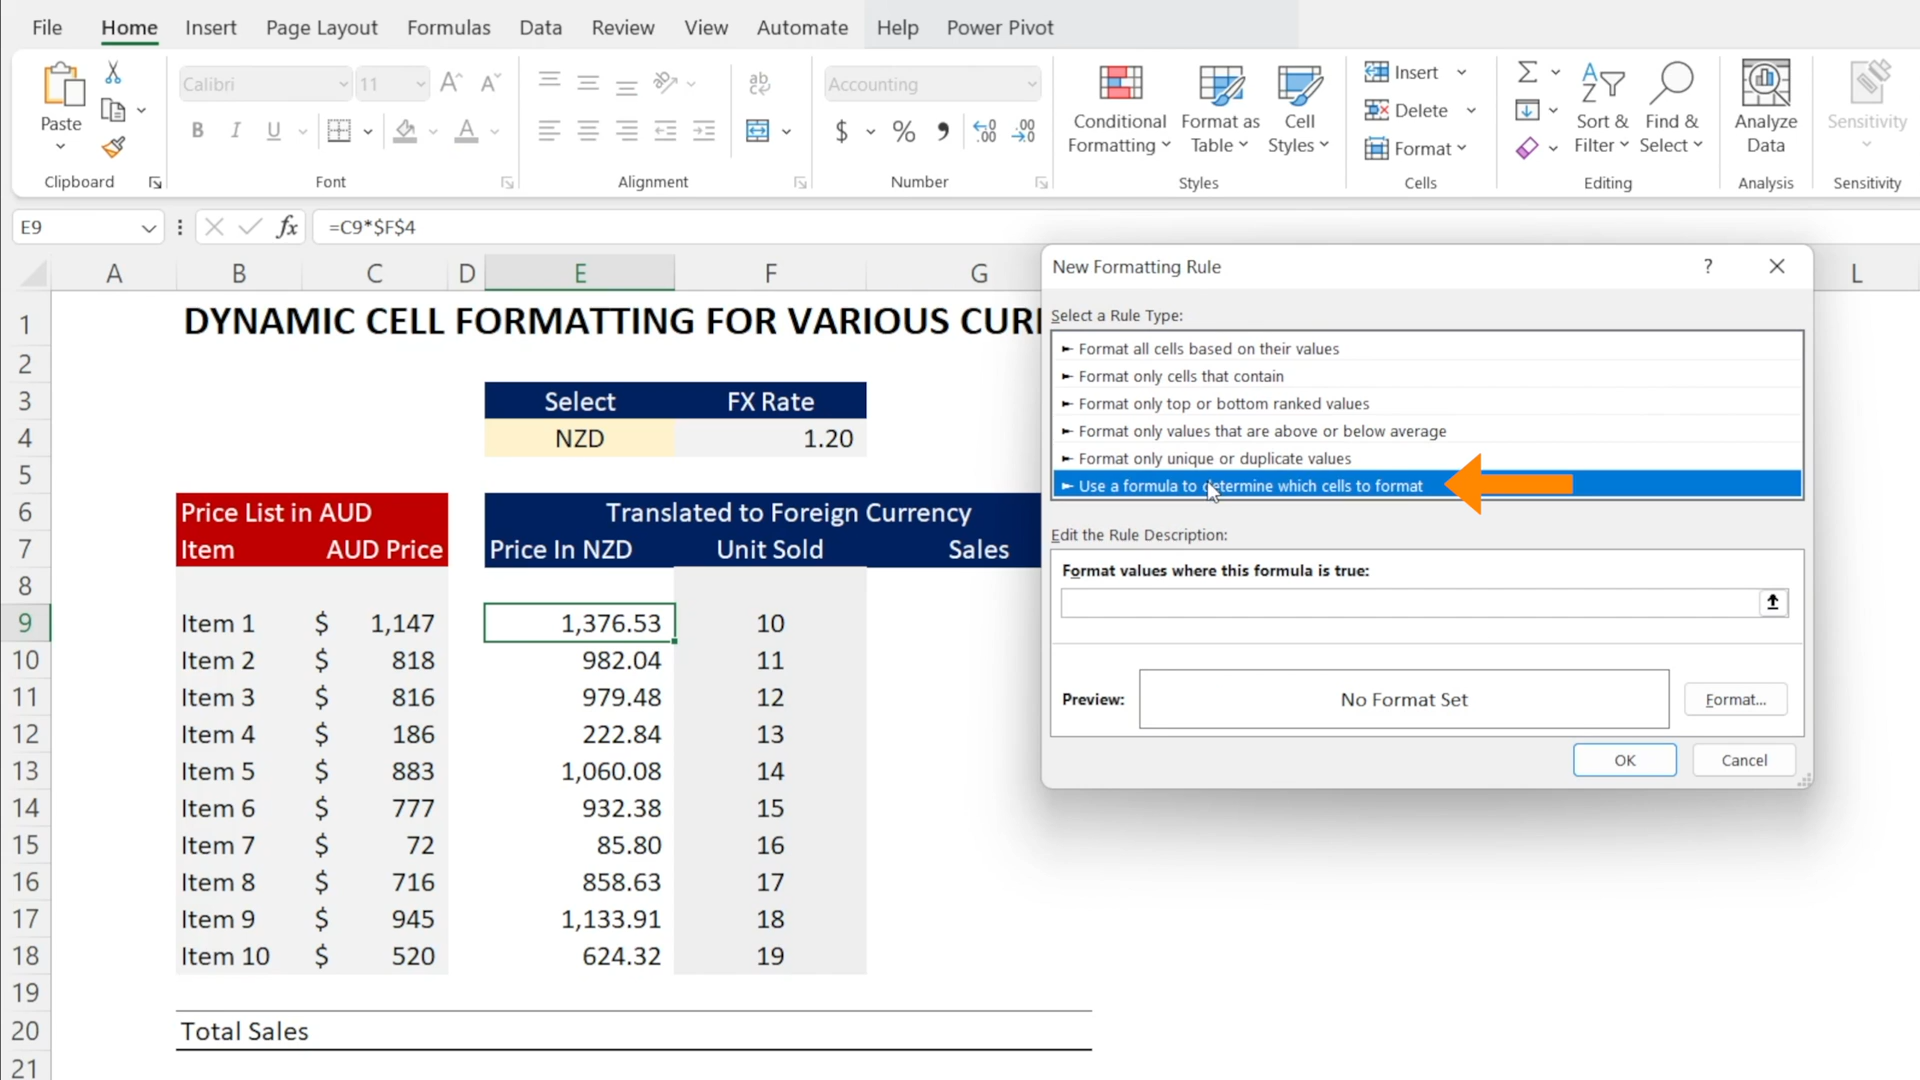 File Home Insert Page Layout Formulas Data Review View Automate Help Power Pivot
Paste
Clipboard
Calibri 11
B I U
Font
ab
Alignment
Accounting
$ % ,
Number
Conditional Formatting
Format as Table
Cell Styles
Styles
Insert
Delete
Format
Cells
Sort & Filter
Find & Select
Editing
Analyze Data
Analysis
Sensitivity
Sensitivity
E9 fx =C9*$F$4
A B C D E F G L
1 DYNAMIC CELL FORMATTING FOR VARIOUS CUR
2
3 Select FX Rate
4 NZD 1.20
5
6 Price List in AUD Translated to Foreign Currency
7 Item AUD Price Price In NZD Unit Sold Sales
8
9 Item 1 $ 1,147 1,376.53 10
10 Item 2 $ 818 982.04 11
11 Item 3 $ 816 979.48 12
12 Item 4 $ 186 222.84 13
13 Item 5 $ 883 1,060.08 14
14 Item 6 $ 777 932.38 15
15 Item 7 $ 72 85.80 16
16 Item 8 $ 716 858.63 17
17 Item 9 $ 945 1,133.91 18
18 Item 10 $ 520 624.32 19
19
20 Total Sales
21
New Formatting Rule ?
Select a Rule Type:
► Format all cells based on their values
► Format only cells that contain
► Format only top or bottom ranked values
► Format only values that are above or below average
► Format only unique or duplicate values
► Use a formula to determine which cells to format
Edit the Rule Description:
Format values where this formula is true:
Preview: No Format Set Format...
OK Cancel